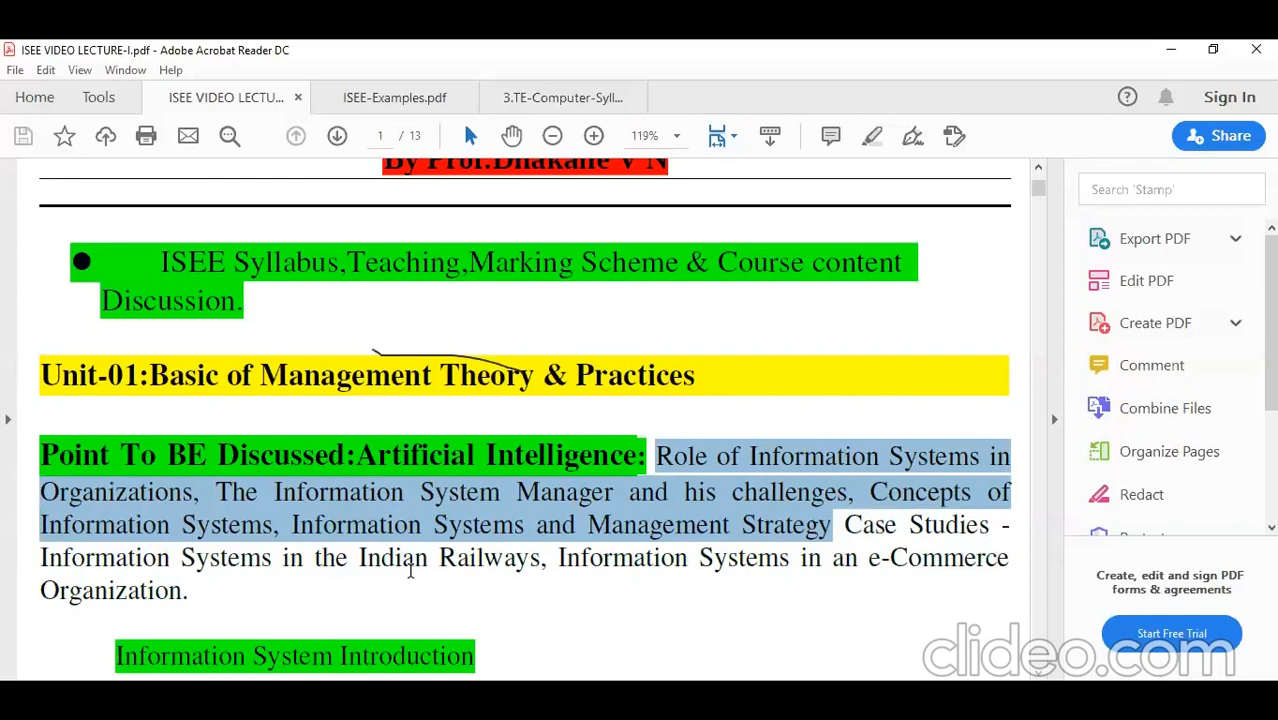 ISEE VIDEO LECTURE-I.pdf - Adobe Acrobat Reader DC
File Edit View Window Help
Home Tools ISEE VIDEO LECTU... × ISEE-Examples.pdf 3.TE-Computer-Syll... Sign In
1 / 13 119% Share
By Prof.Dhakane V N
Search 'Stamp'
ISEE Syllabus,Teaching,Marking Scheme & Course content
Discussion.
Unit-01:Basic of Management Theory & Practices
Point To BE Discussed:Artificial Intelligence: Role of Information Systems in
Organizations, The Information System Manager and his challenges, Concepts of
Information Systems, Information Systems and Management Strategy Case Studies -
Information Systems in the Indian Railways, Information Systems in an e-Commerce
Organization.
Information System Introduction
Export PDF
Edit PDF
Create PDF
Comment
Combine Files
Organize Pages
Redact
Create, edit and sign PDF
forms & agreements
Start Free Trial
clideo.com